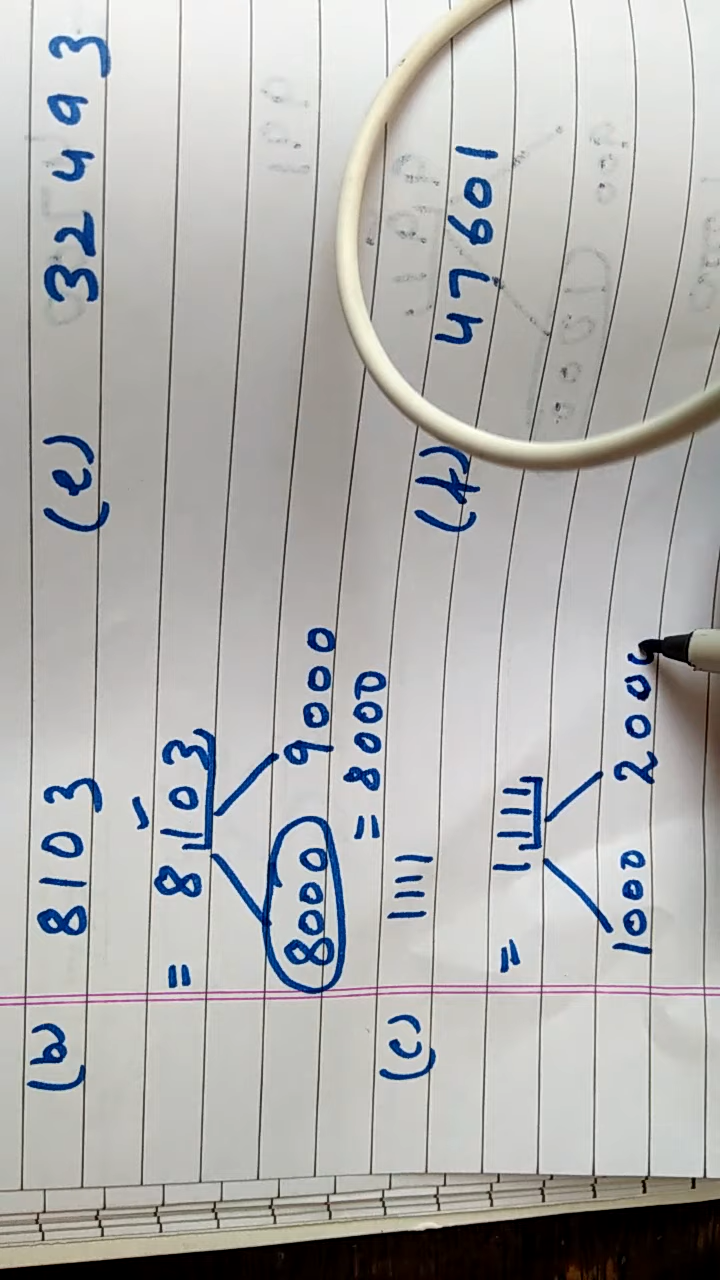 (b) 8103
= 8103
8000 9000
= 8000
(c) 1111
= 1111
1000 2000
(e) 32493
47601